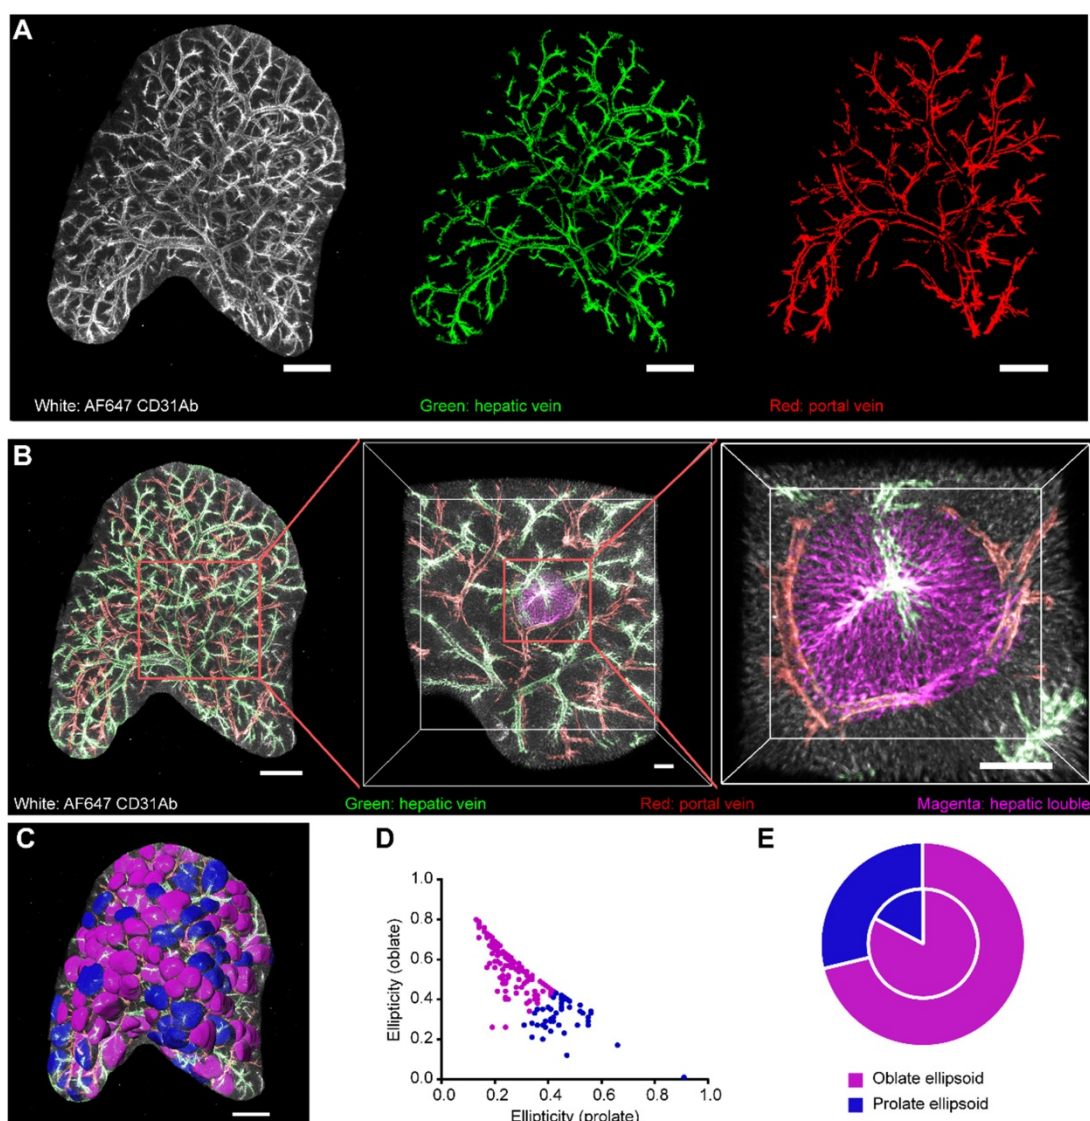 A
White: AF647 CD31Ab Green: hepatic vein Red: portal vein
B
White: AF647 CD31Ab Green: hepatic vein Red: portal vein Magenta: hepatic louble
C
D
1.0
0.8
0.6
0.4
0.2
0.0
Ellipticity (oblate)
0.0 0.2 0.4 0.6 0.8 1.0
Ellipticity (prolate)
E
Oblate ellipsoid
Prolate ellipsoid